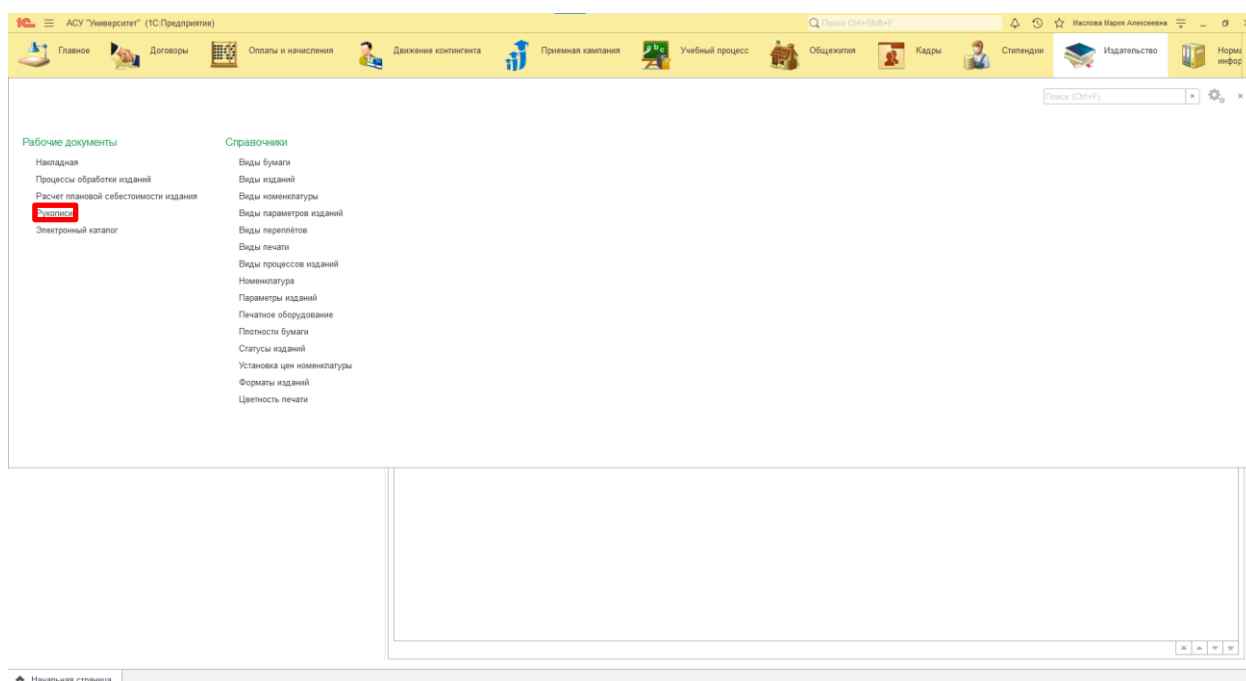 1С АСУ "Университет" (1С:Предприятие) Поиск Ctrl+Shift+F Маслова Мария Алексеевна
Главное Договоры Оплаты и начисления Движение контингента Приемная кампания Учебный процесс Общежития Кадры Стипендии Издательство Норма
инфор
Поиск (Ctrl+F)
Рабочие документы
Накладная
Процессы обработки изданий
Расчет плановой себестоимости издания
Рукописи
Электронный каталог
Справочники
Виды бумаги
Виды изданий
Виды номенклатуры
Виды параметров изданий
Виды переплётов
Виды печати
Виды процессов изданий
Номенклатура
Параметры изданий
Печатное оборудование
Плотности бумаги
Статусы изданий
Установка цен номенклатуры
Форматы изданий
Цветность печати
Начальная страница